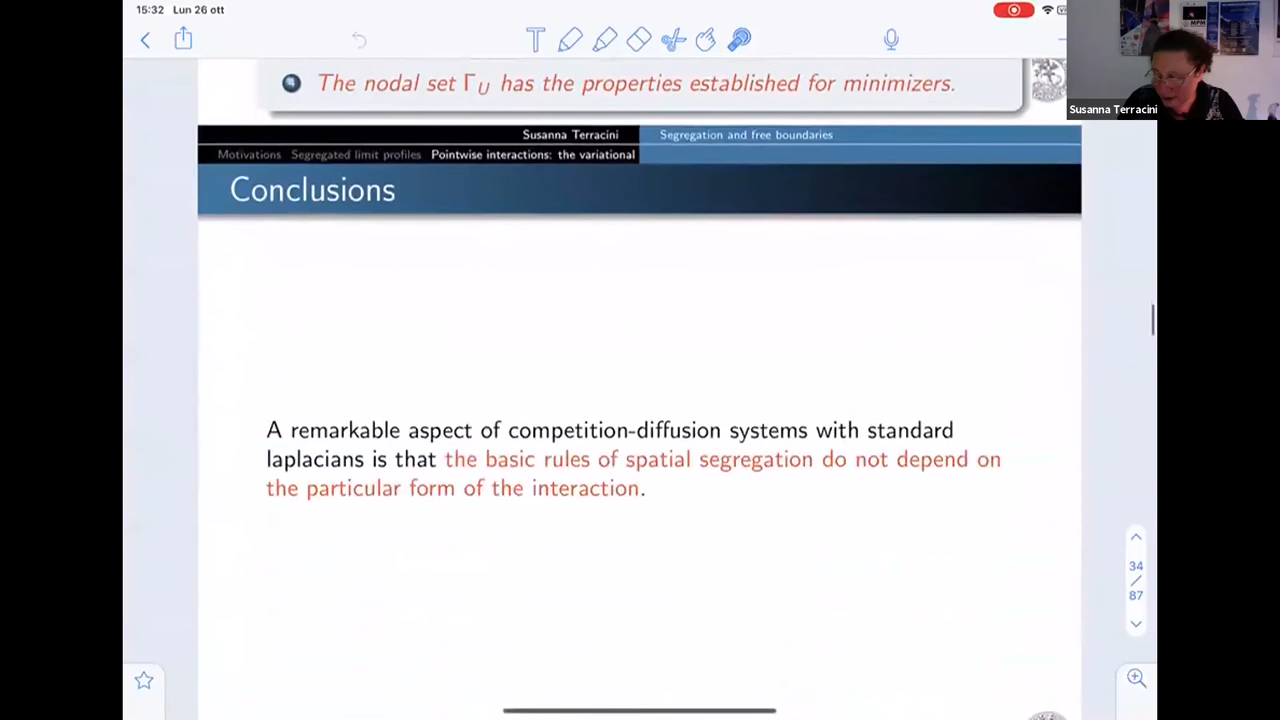 15:32 Lun 26 ott
The nodal set Γ_U has the properties established for minimizers.
Susanna Terracini
Susanna Terracini
Segregation and free boundaries
Motivations Segregated limit profiles Pointwise interactions: the variational
Conclusions
A remarkable aspect of competition-diffusion systems with standard
laplacians is that the basic rules of spatial segregation do not depend on
the particular form of the interaction.
34
/
87